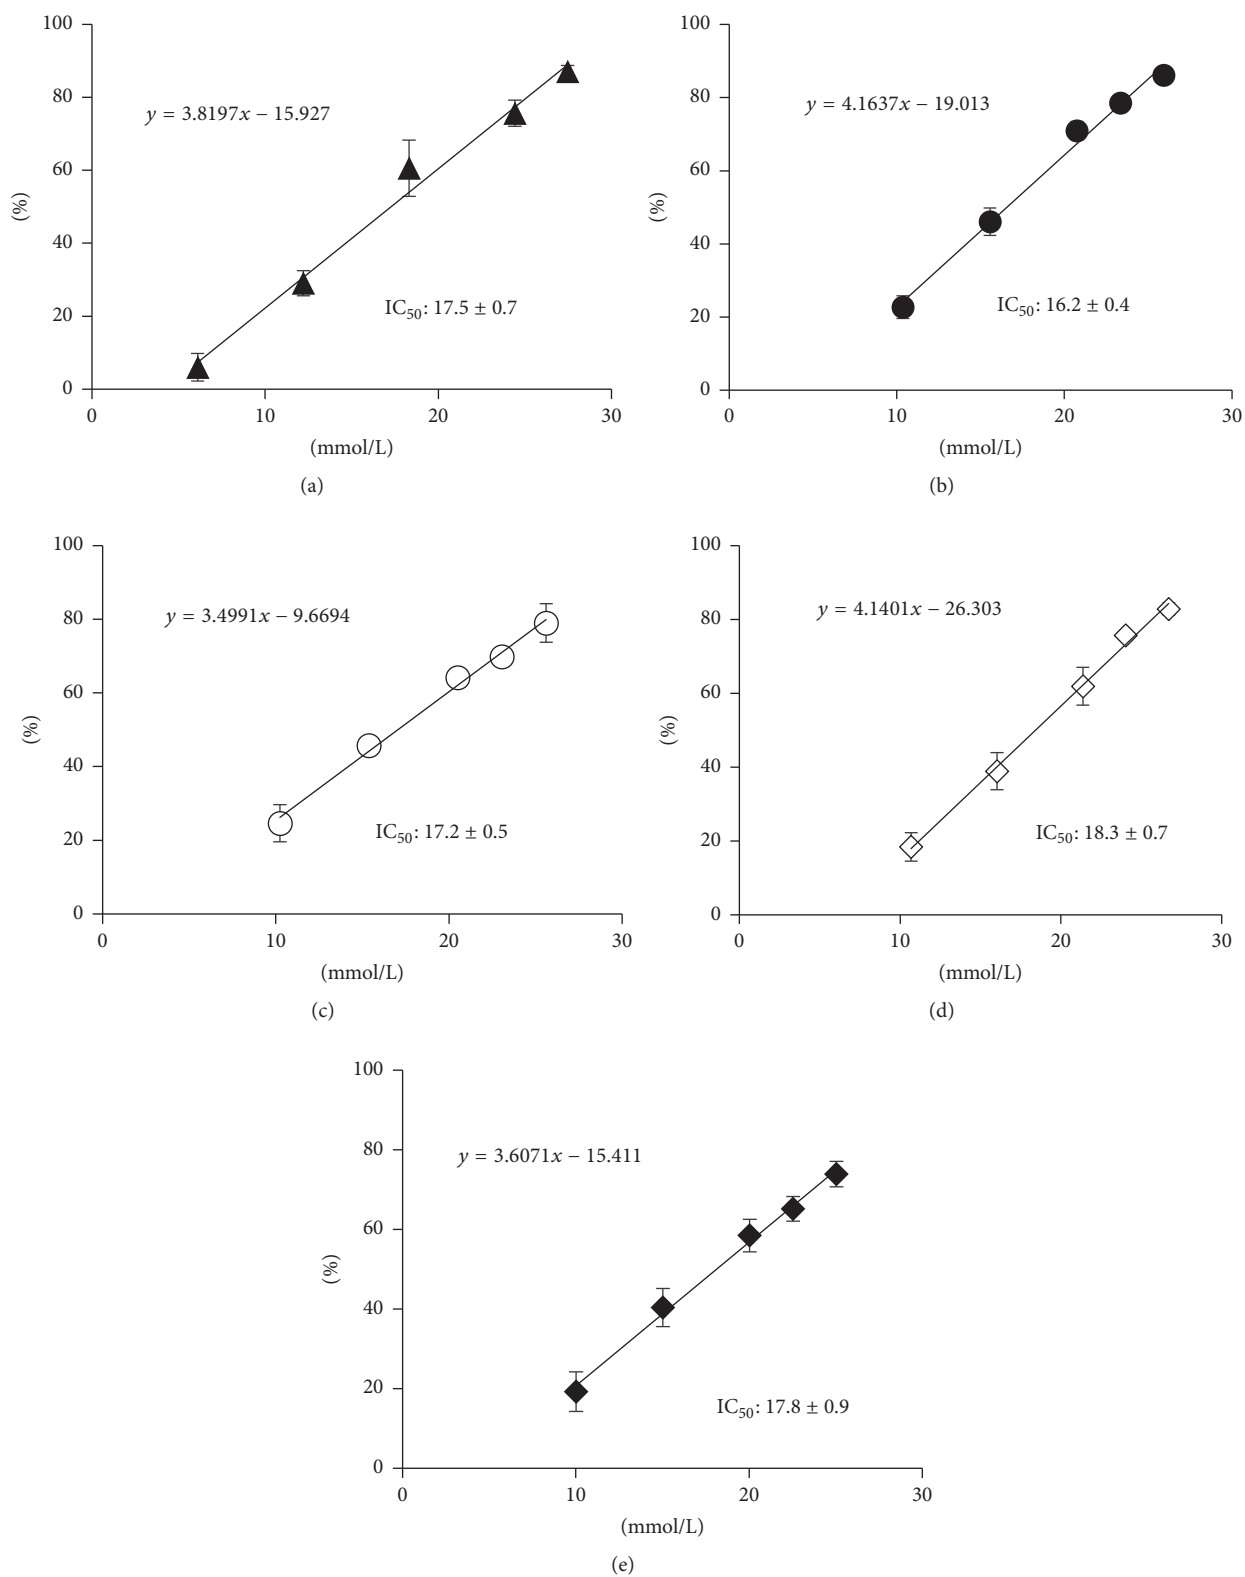 100
80
60
40
20
0
(%)
y = 3.8197x − 15.927
IC50: 17.5 ± 0.7
0 10 20 30
(mmol/L)
(a)
100
80
60
40
20
0
(%)
y = 4.1637x − 19.013
IC50: 16.2 ± 0.4
0 10 20 30
(mmol/L)
(b)
100
80
60
40
20
0
(%)
y = 3.4991x − 9.6694
IC50: 17.2 ± 0.5
0 10 20 30
(mmol/L)
(c)
100
80
60
40
20
0
(%)
y = 4.1401x − 26.303
IC50: 18.3 ± 0.7
0 10 20 30
(mmol/L)
(d)
100
80
60
40
20
0
(%)
y = 3.6071x − 15.411
IC50: 17.8 ± 0.9
0 10 20 30
(mmol/L)
(e)